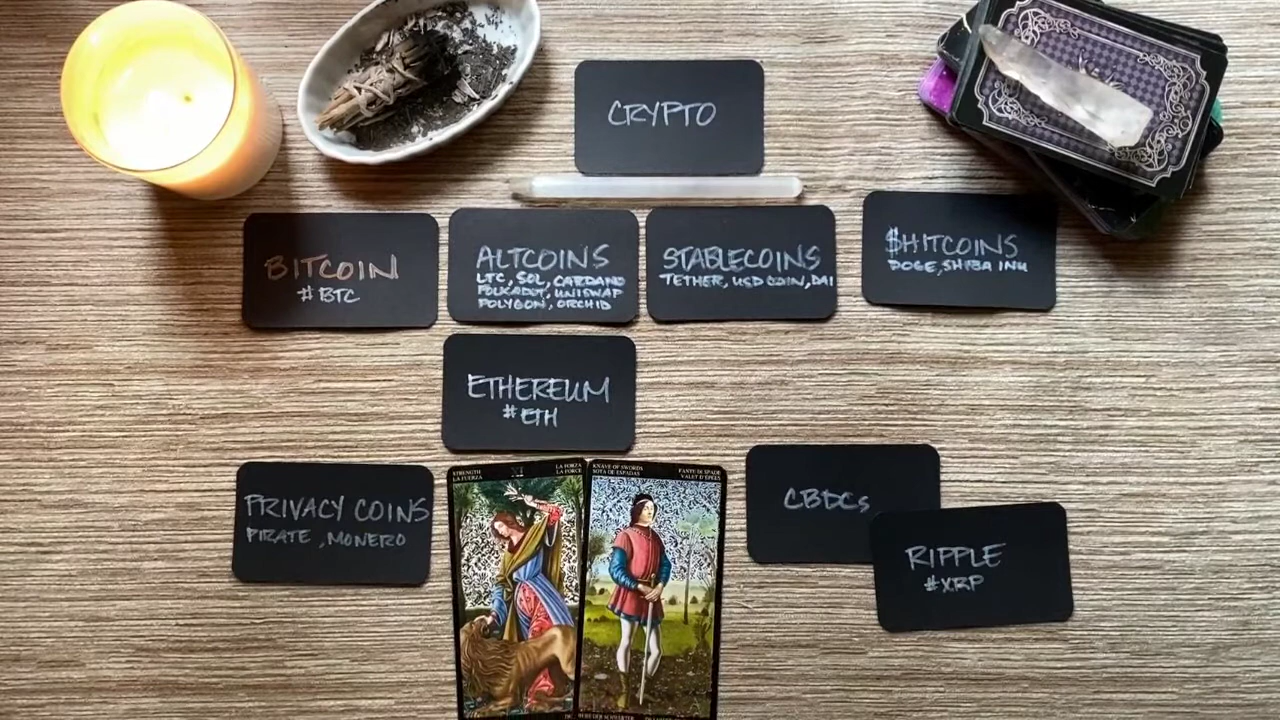 CRYPTO
BITCOIN
#BTC
ALTCOINS
LTC, SOL, CARDANO
POLKADOT, UNISWAP
POLYGON, ORCHID
STABLECOINS
TETHER, USD COIN, DAI
$HITCOINS
DOGE, SHIBA INU
ETHEREUM
#ETH
PRIVACY COINS
PIRATE, MONERO
STRENGTH
LA FUERZA
XI
LA FORZA
LA FORCE
KNAVE OF SWORDS
SOTA DE ESPADAS
FANTE DI SPADE
VALET D'EPEES
CBDCs
RIPPLE
#XRP